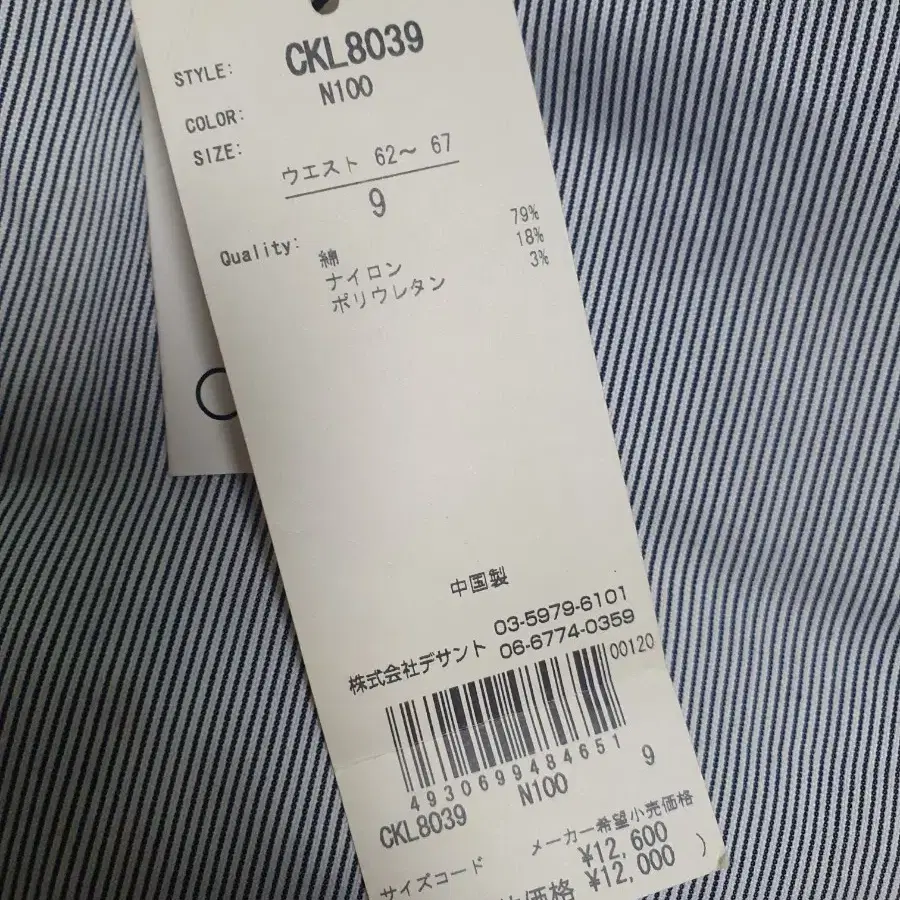 STYLE: CKL8039
COLOR: N100
SIZE: ウエスト 62〜 67
9
Quality: 綿 79%
ナイロン 18%
ポリウレタン 3%
中国製
株式会社デサント 03-5979-6101
06-6774-0359
00120
4930699484651
CKL8039 N100 9
メーカー希望小売価格
サイズコード ¥12,600
価格 ¥12,000 )